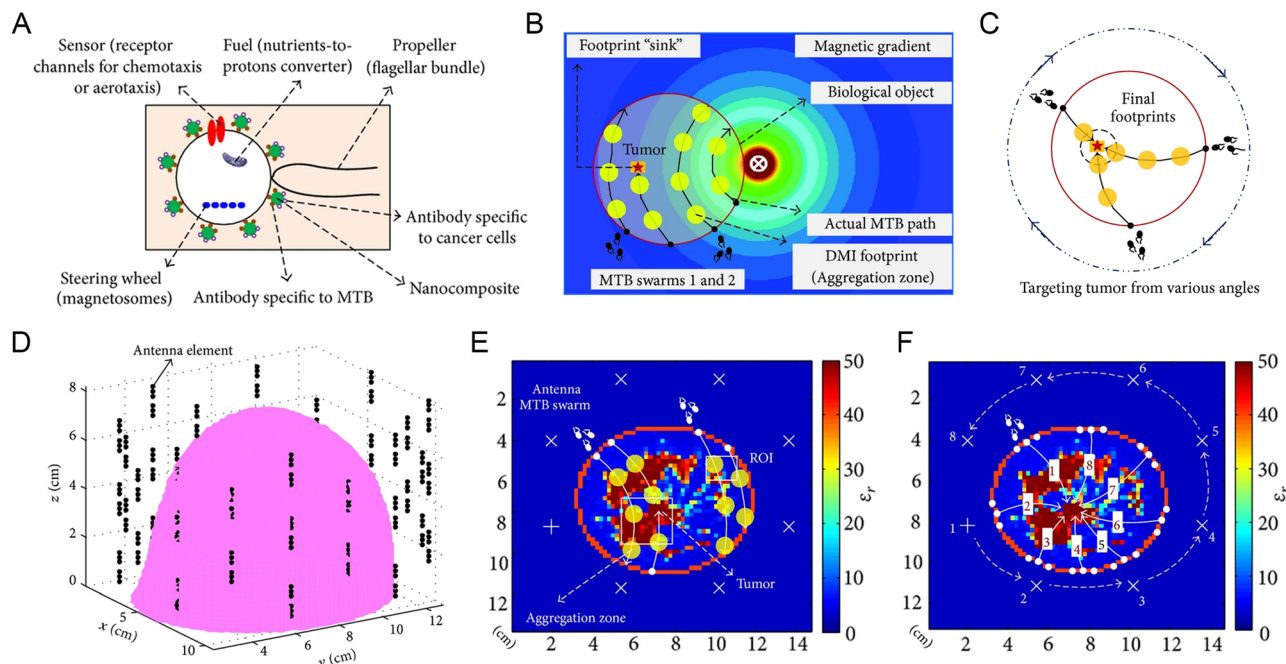 A
Sensor (receptor
channels for chemotaxis
or aerotaxis)
Fuel (nutrients-to-
protons converter)
Propeller
(flagellar bundle)
Antibody specific
to cancer cells
Steering wheel
(magnetosomes)
Antibody specific to MTB
Nanocomposite
B
Footprint “sink”
Magnetic gradient
Biological object
Tumor
Actual MTB path
DMI footprint
(Aggregation zone)
MTB swarms 1 and 2
C
Final
footprints
Targeting tumor from various angles
D
Antenna element
8
6
4
2
0
z (cm)
5
10
x (cm)
4
6
8
10
12
y (cm)
E
Antenna
MTB swarm
ROI
Tumor
Aggregation zone
2
4
6
8
10
12
(cm)
2
4
6
8
10
12
14
50
40
30
20
10
0
εr
F
7
6
8
5
1
4
2
3
1
8
2
7
6
3
4
5
2
4
6
8
10
12
(cm)
2
4
6
8
10
12
14
50
40
30
20
10
0
εr